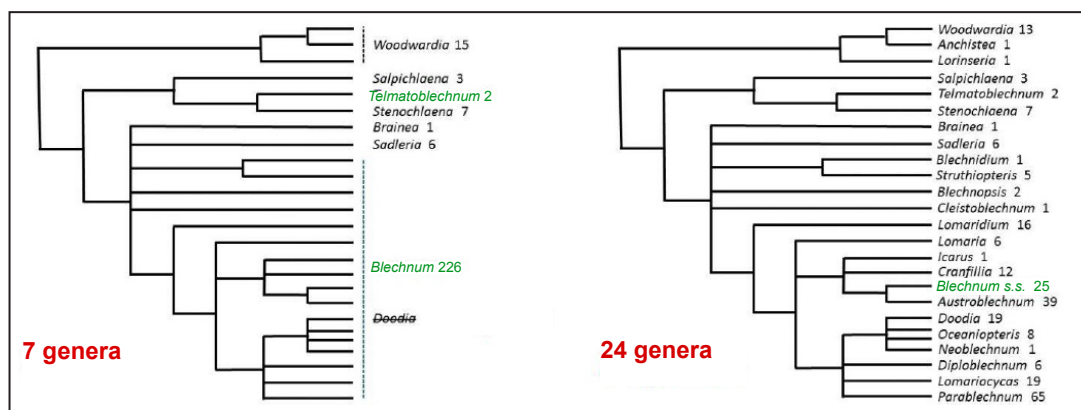 Woodwardia 15
Salpichlaena 3
Telmatoblechnum 2
Stenochlaena 7
Brainea 1
Sadleria 6
Blechnum 226
Doodia
7 genera
Woodwardia 13
Anchistea 1
Lorinseria 1
Salpichlaena 3
Telmatoblechnum 2
Stenochlaena 7
Brainea 1
Sadleria 6
Blechnidium 1
Struthiopteris 5
Blechnopsis 2
Cleistoblechnum 1
Lomaridium 16
Lomaria 6
Icarus 1
Cranfillia 12
Blechnum s.s. 25
Austroblechnum 39
Doodia 19
Oceaniopteris 8
Neoblechnum 1
Diploblechnum 6
Lomariocycas 19
Parablechnum 65
24 genera